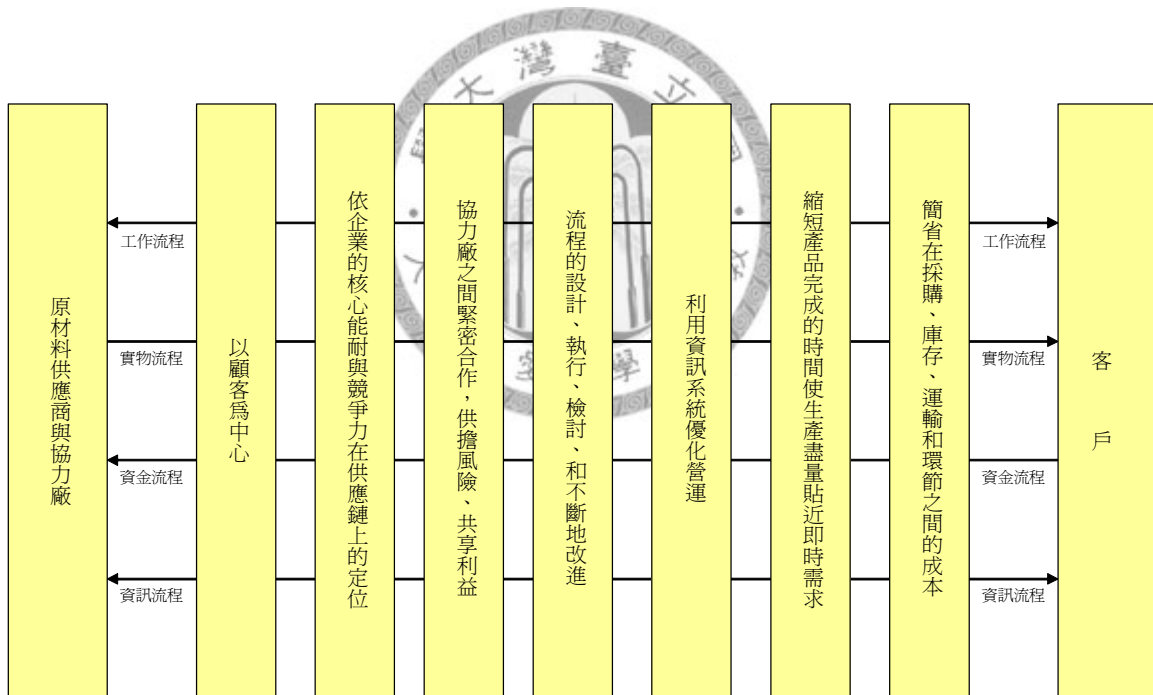 原材料供應商與協力廠
工作流程
實物流程
資金流程
資訊流程
以顧客爲中心
依企業的核心能耐與競爭力在供應鏈上的定位
協力廠之間緊密合作，供擔風險、共享利益
流程的設計、執行、檢討、和不斷地改進
利用資訊系統優化營運
縮短產品完成的時間使生產盡量貼近即時需求
簡省在採購、庫存、運輸和環節之間的成本
工作流程
實物流程
資金流程
資訊流程
客戶
大灣臺立
學